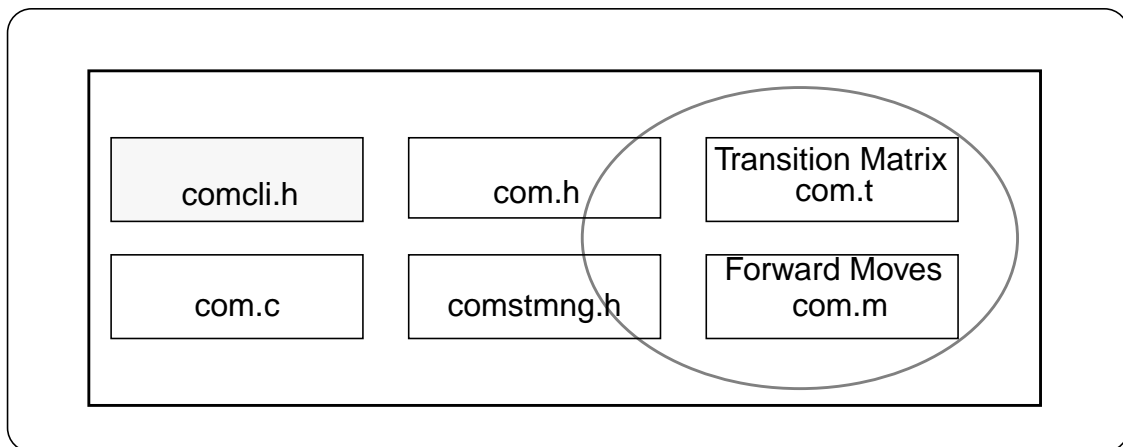 comcli.h
com.h
Transition Matrix
com.t
com.c
comstmng.h
Forward Moves
com.m